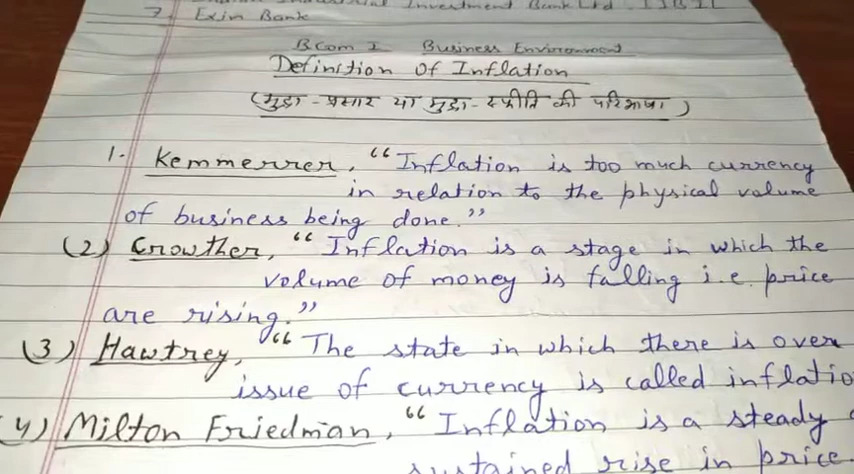 Investment Bank Ltd.
7. Exim Bank
BCom I Business Environment
Definition Of Inflation
(मुद्रा - प्रसार या मुद्रा - स्फीति की परिभाषा)
1. Kemmerrer, “Inflation is too much currency
in relation to the physical volume
of business being done.”
(2) Crowther, “Inflation is a stage in which the
volume of money is falling i.e. price
are rising.”
(3) Hawtrey, “The state in which there is over
issue of currency is called inflatio
4) Milton Friedman, “Inflation is a steady
sustained rise in price.